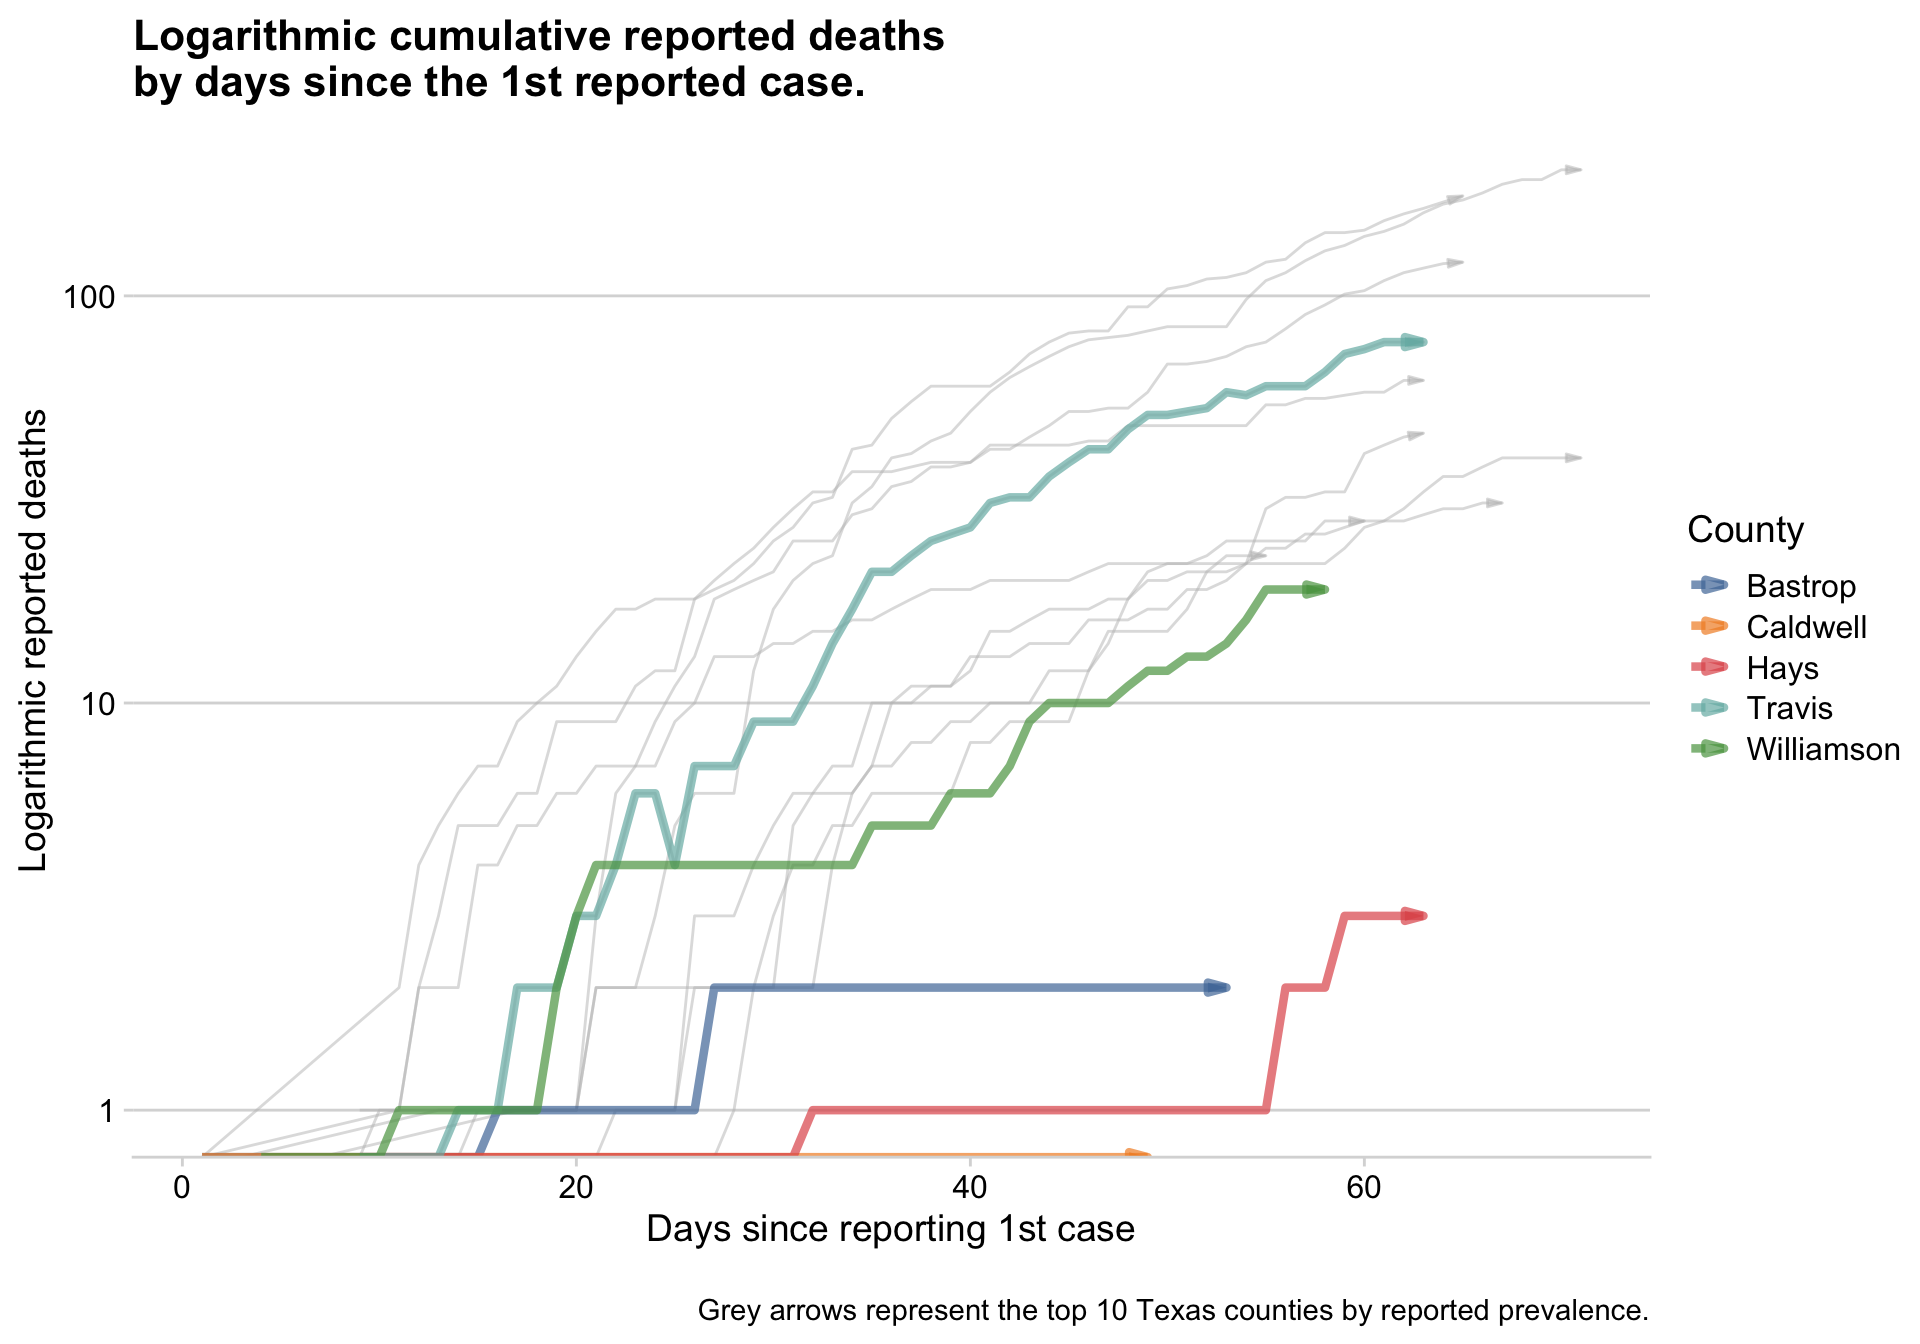 Logarithmic cumulative reported deaths
by days since the 1st reported case.
Logarithmic reported deaths
100
10
1
0
20
40
60
Days since reporting 1st case
County
Bastrop
Caldwell
Hays
Travis
Williamson
Grey arrows represent the top 10 Texas counties by reported prevalence.